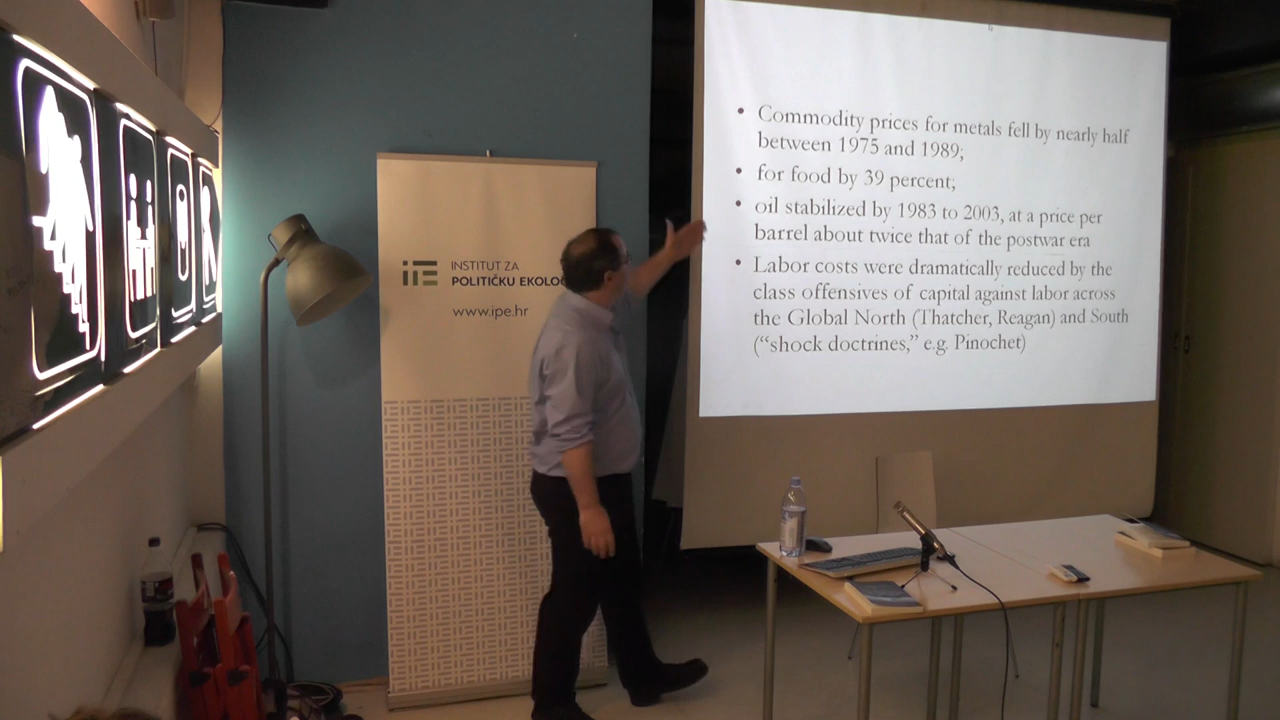 INSTITUT ZA
POLITIČKU EKOLO
www.ipe.hr
• Commodity prices for metals fell by nearly half
between 1975 and 1989;
• for food by 39 percent;
• oil stabilized by 1983 to 2003, at a price per
barrel about twice that of the postwar era
• Labor costs were dramatically reduced by the
class offensives of capital against labor across
the Global North (Thatcher, Reagan) and South
(“shock doctrines,” e.g. Pinochet)